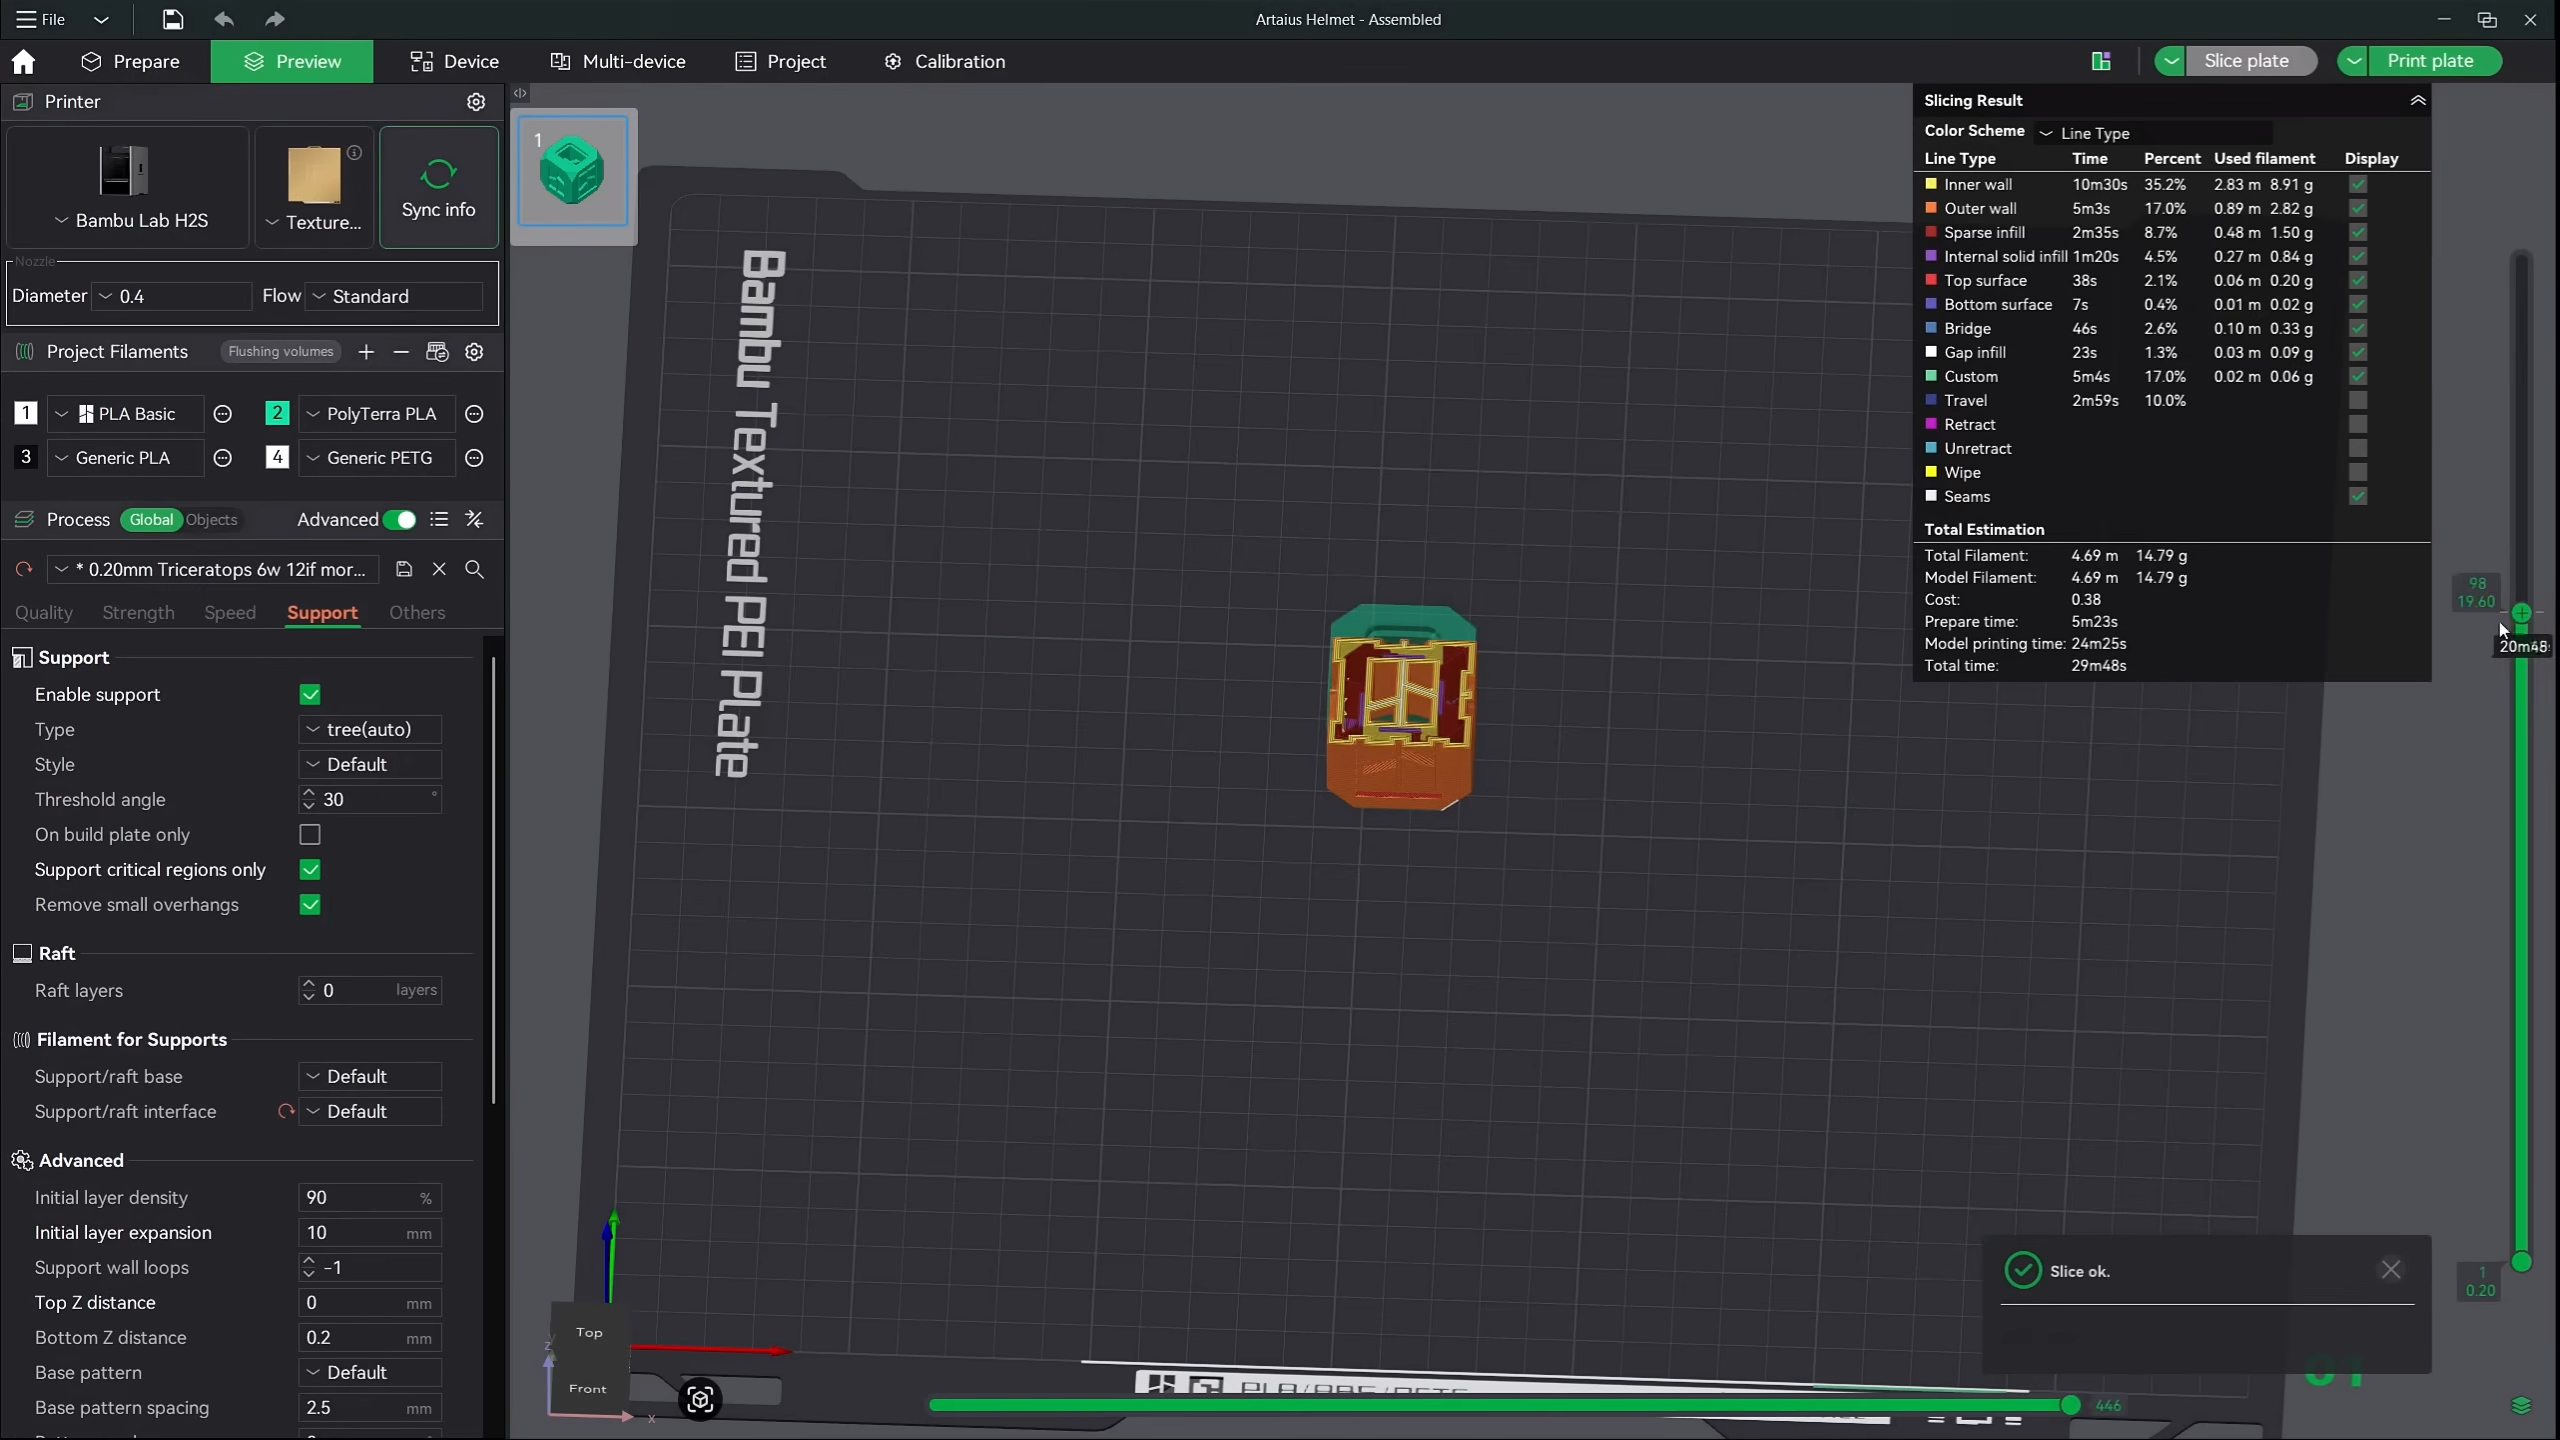 File
Artaius Helmet - Assembled
Prepare
Preview
Device
Multi-device
Project
Calibration
Slice plate
Print plate
Printer
Bambu Lab H2S
Texture...
Sync info
Nozzle
Diameter 0.4 Flow Standard
Project Filaments Flushing volumes
1 PLA Basic 2 PolyTerra PLA
3 Generic PLA 4 Generic PETG
Process Global Objects Advanced
* 0.20mm Triceratops 6w 12if mor...
Quality Strength Speed Support Others
Support
Enable support
Type tree(auto)
Style Default
Threshold angle 30 °
On build plate only
Support critical regions only
Remove small overhangs
Raft
Raft layers 0 layers
Filament for Supports
Support/raft base Default
Support/raft interface Default
Advanced
Initial layer density 90 %
Initial layer expansion 10 mm
Support wall loops -1
Top Z distance 0 mm
Bottom Z distance 0.2 mm
Base pattern Default
Base pattern spacing 2.5 mm
1
Bambu Textured PEI Plate
Slicing Result
Color Scheme Line Type
Line Type Time Percent Used filament Display
Inner wall 10m30s 35.2% 2.83 m 8.91 g
Outer wall 5m3s 17.0% 0.89 m 2.82 g
Sparse infill 2m35s 8.7% 0.48 m 1.50 g
Internal solid infill 1m20s 4.5% 0.27 m 0.84 g
Top surface 38s 2.1% 0.06 m 0.20 g
Bottom surface 7s 0.4% 0.01 m 0.02 g
Bridge 46s 2.6% 0.10 m 0.33 g
Gap infill 23s 1.3% 0.03 m 0.09 g
Custom 5m4s 17.0% 0.02 m 0.06 g
Travel 2m59s 10.0%
Retract
Unretract
Wipe
Seams
Total Estimation
Total Filament: 4.69 m 14.79 g
Model Filament: 4.69 m 14.79 g
Cost: 0.38
Prepare time: 5m23s
Model printing time: 24m25s
Total time: 29m48s
98
19.60
20m48s
1
0.20
Slice ok.
01
Top
Front
z
x
446